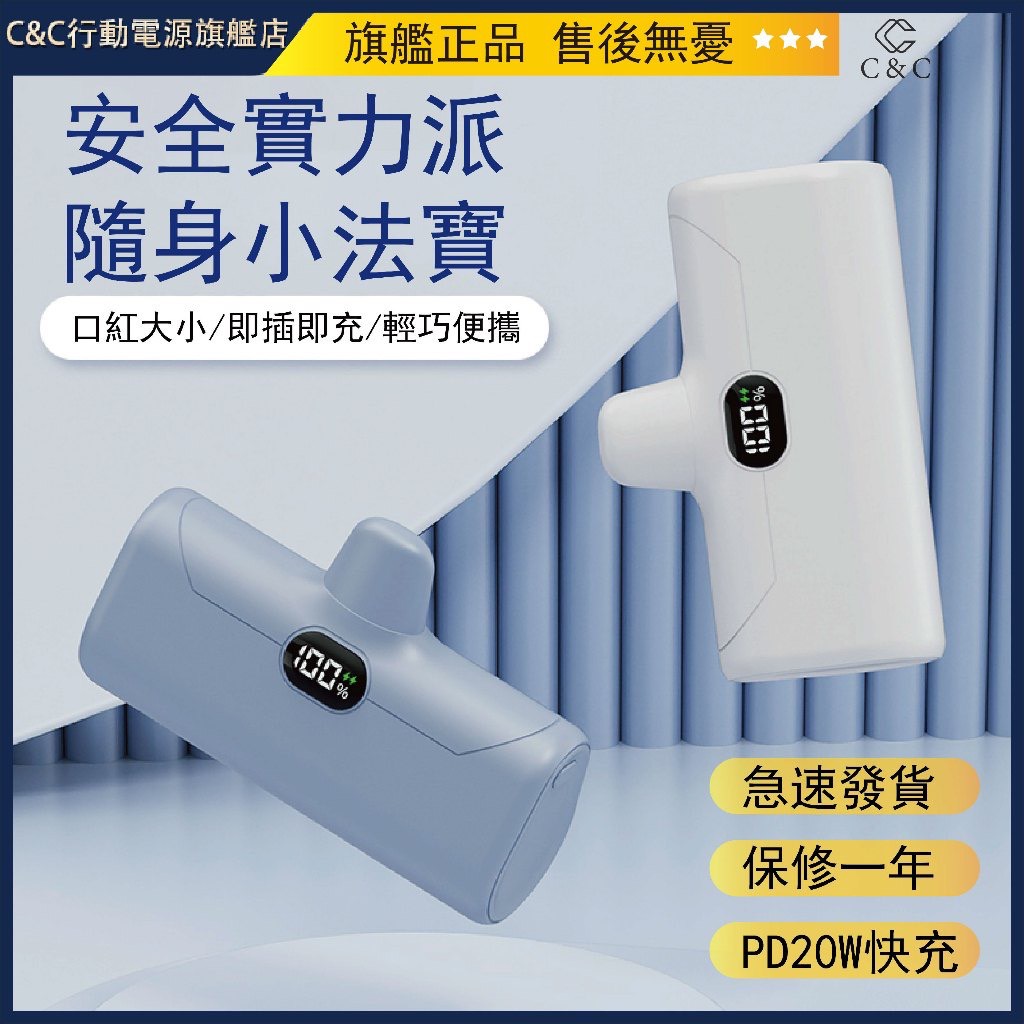 C&C行動電源旗艦店
旗艦正品 售後無憂
C&C
安全實力派
隨身小法寶
口紅大小/即插即充/輕巧便攜
100%
100%
急速發貨
保修一年
PD20W快充